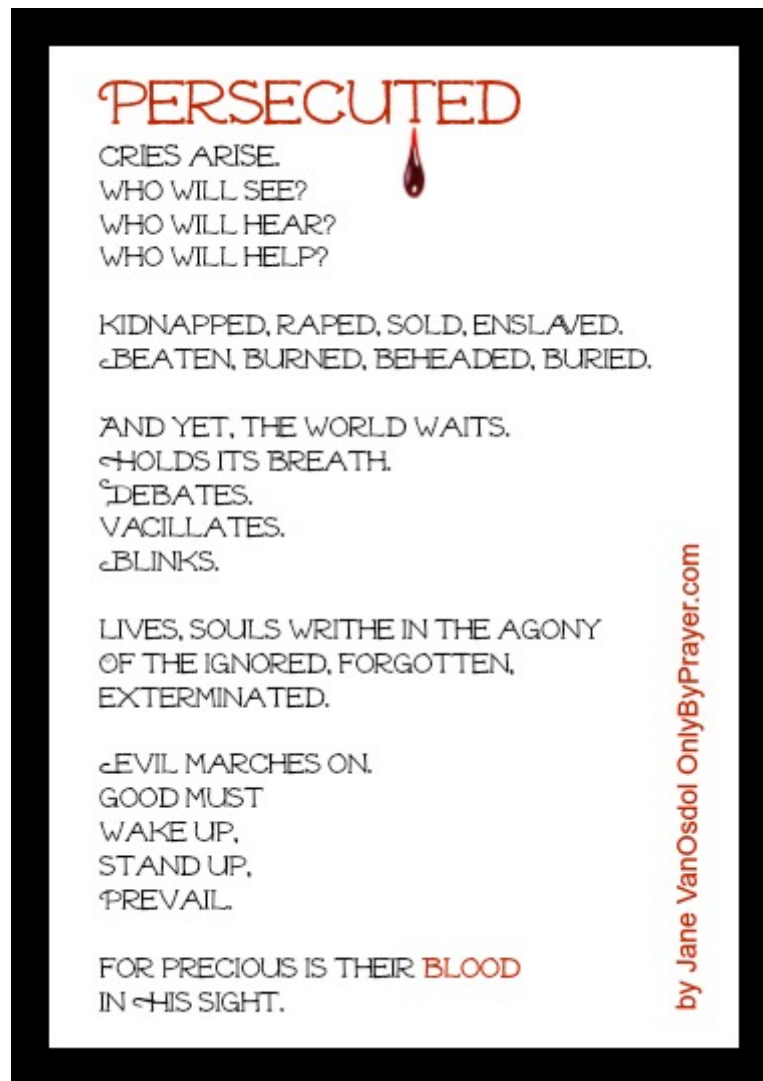 PERSECUTED
CRIES ARISE.
WHO WILL SEE?
WHO WILL HEAR?
WHO WILL HELP?
KIDNAPPED, RAPED, SOLD, ENSLAVED.
BEATEN, BURNED, BEHEADED, BURIED.
AND YET, THE WORLD WAITS.
HOLDS ITS BREATH.
DEBATES.
VACILLATES.
BLINKS.
LIVES, SOULS WRITHE IN THE AGONY
OF THE IGNORED, FORGOTTEN,
EXTERMINATED.
EVIL MARCHES ON.
GOOD MUST
WAKE UP,
STAND UP,
PREVAIL.
FOR PRECIOUS IS THEIR BLOOD
IN HIS SIGHT.
by Jane VanOsdol OnlyByPrayer.com